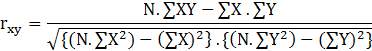 r_xy = N. ∑XY − ∑X . ∑Y / √{(N. ∑X²) − (∑X)²} . {(N. ∑Y²) − (∑Y)²}